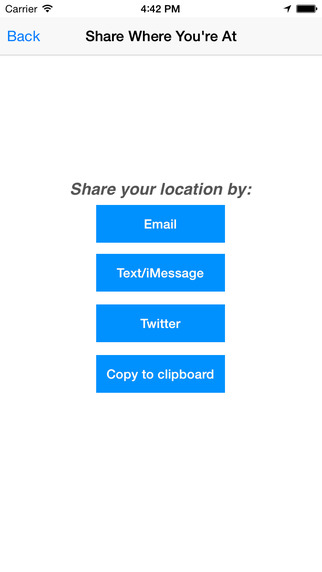 Carrier 4:42 PM
Back Share Where You're At
Share your location by:
Email
Text/iMessage
Twitter
Copy to clipboard